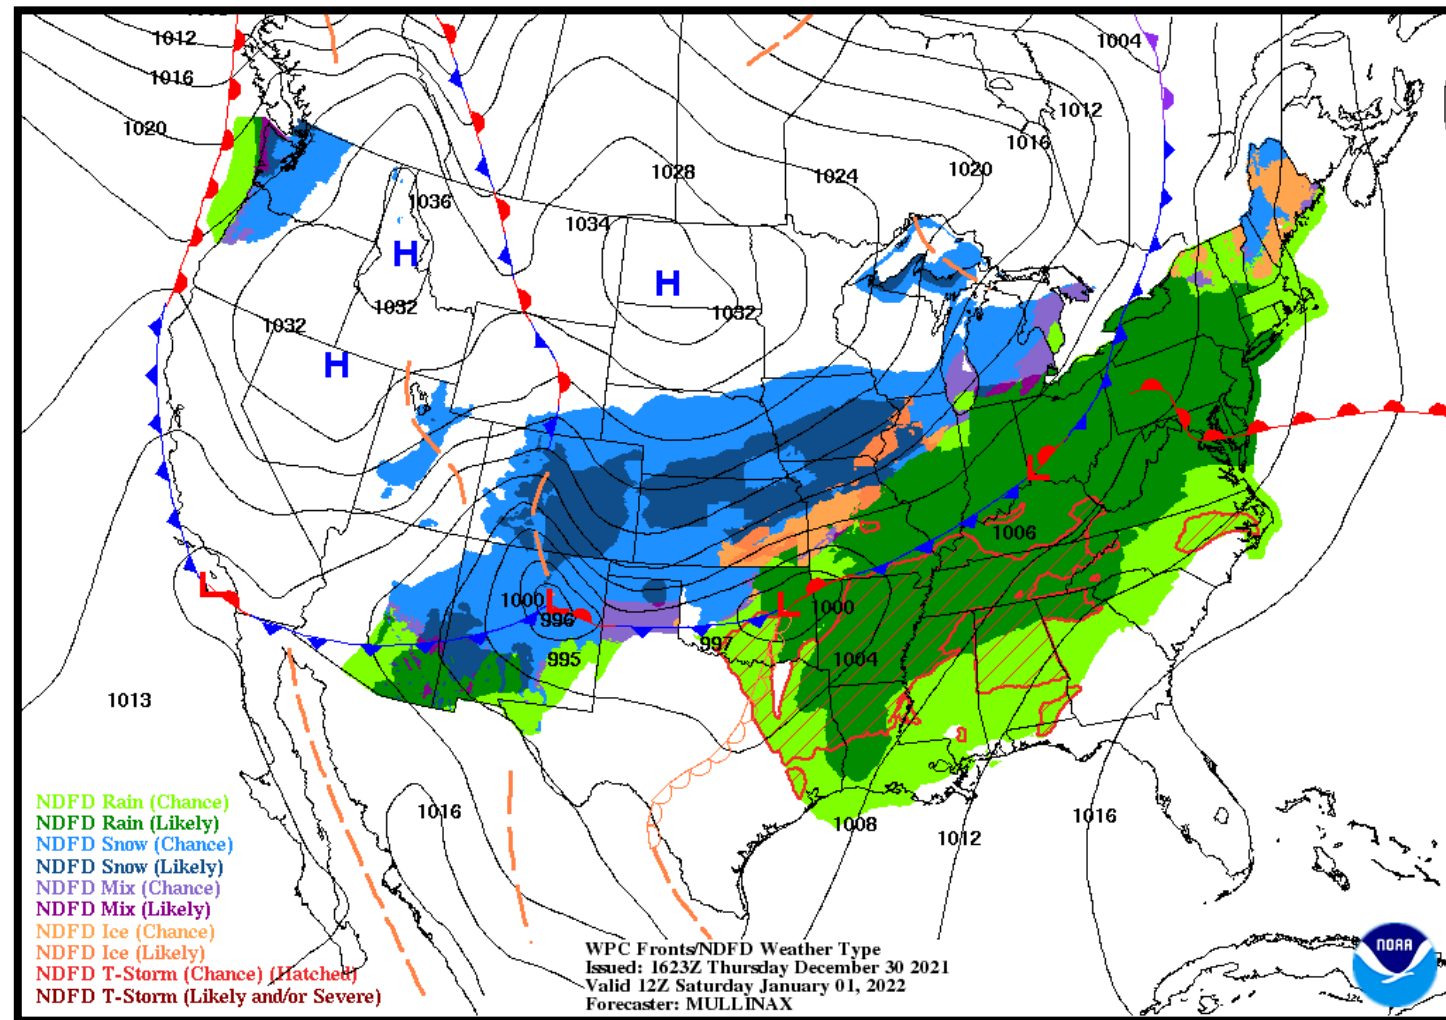 1012
1004
1016
1020
1012
1016
1028
1020
1024
1036
1034
H
H
1032
1032
1032
H
L
1006
L
1000
L
996
L
1000
997
995
1004
1013
1016
1008
1012
1016
NDFD Rain (Chance)
NDFD Rain (Likely)
NDFD Snow (Chance)
NDFD Snow (Likely)
NDFD Mix (Chance)
NDFD Mix (Likely)
NDFD Ice (Chance)
NDFD Ice (Likely)
NDFD T-Storm (Chance) (Hatched)
NDFD T-Storm (Likely and/or Severe)
WPC Fronts/NDFD Weather Type
Issued: 1623Z Thursday December 30 2021
Valid 12Z Saturday January 01, 2022
Forecaster: MULLINAX
NOAA